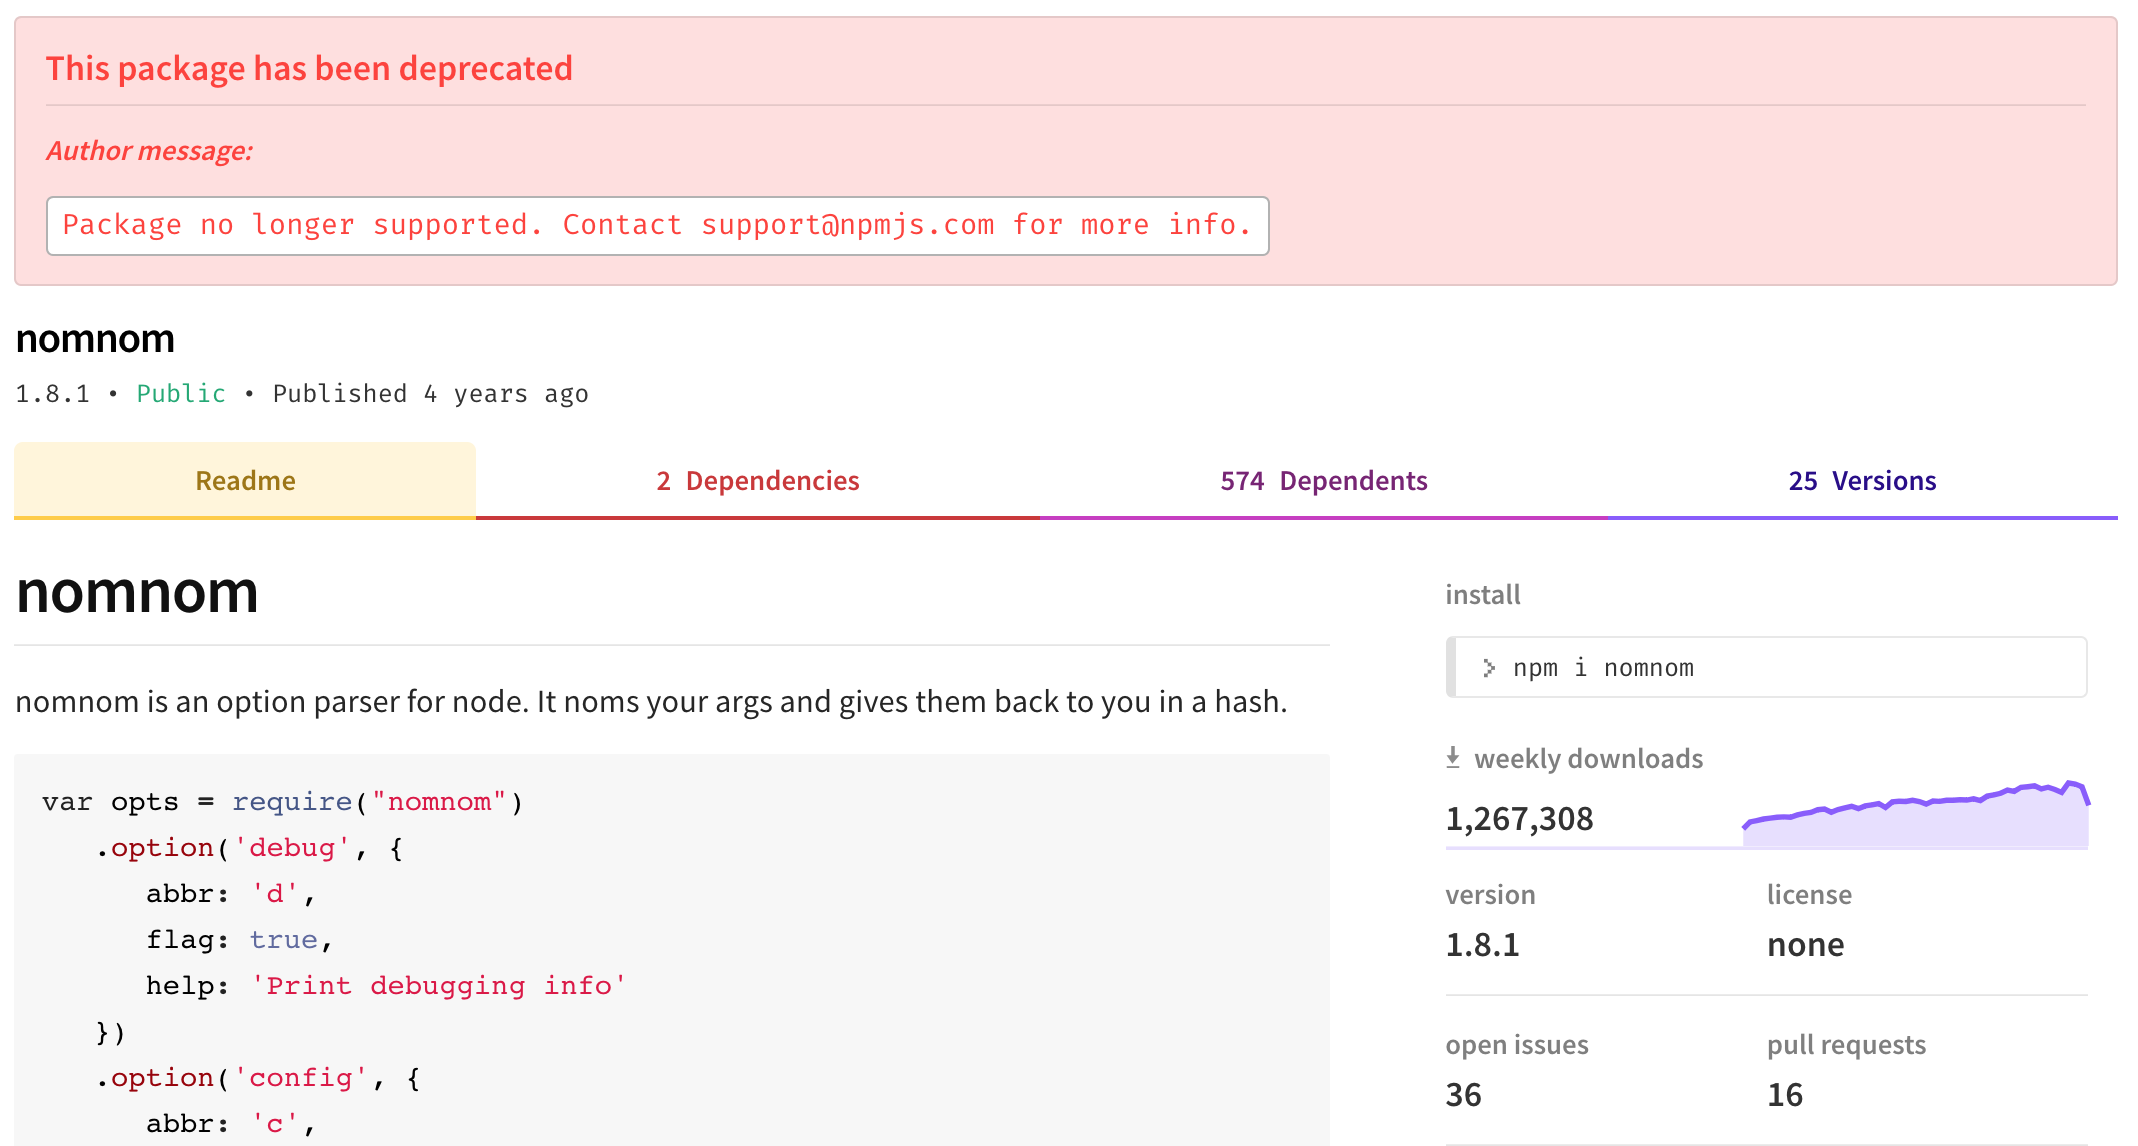 This package has been deprecated
Author message:
Package no longer supported. Contact support@npmjs.com for more info.
nomnom
1.8.1 • Public • Published 4 years ago
Readme
2 Dependencies
574 Dependents
25 Versions
nomnom
nomnom is an option parser for node. It noms your args and gives them back to you in a hash.
var opts = require("nomnom")
   .option('debug', {
      abbr: 'd',
      flag: true,
      help: 'Print debugging info'
   })
   .option('config', {
      abbr: 'c',
install
npm i nomnom
weekly downloads
1,267,308
version
1.8.1
license
none
open issues
36
pull requests
16